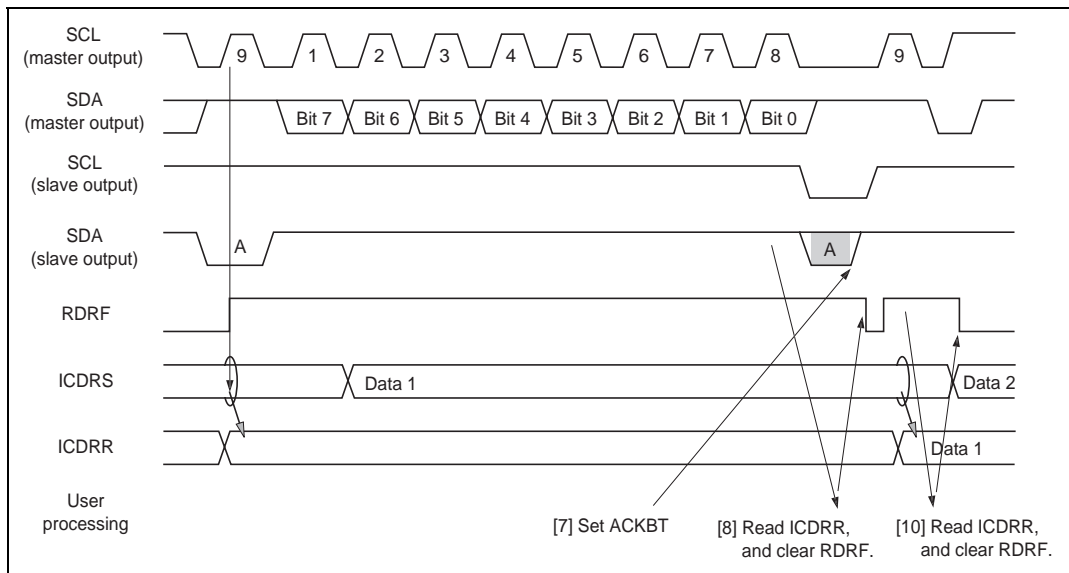 SCL
(master output)
9 1 2 3 4 5 6 7 8 9
SDA
(master output)
Bit 7 Bit 6 Bit 5 Bit 4 Bit 3 Bit 2 Bit 1 Bit 0
SCL
(slave output)
SDA
(slave output)
A A
RDRF
ICDRS
Data 1 Data 2
ICDRR
Data 1
User
processing
[7] Set ACKBT
[8] Read ICDRR,
and clear RDRF.
[10] Read ICDRR,
and clear RDRF.